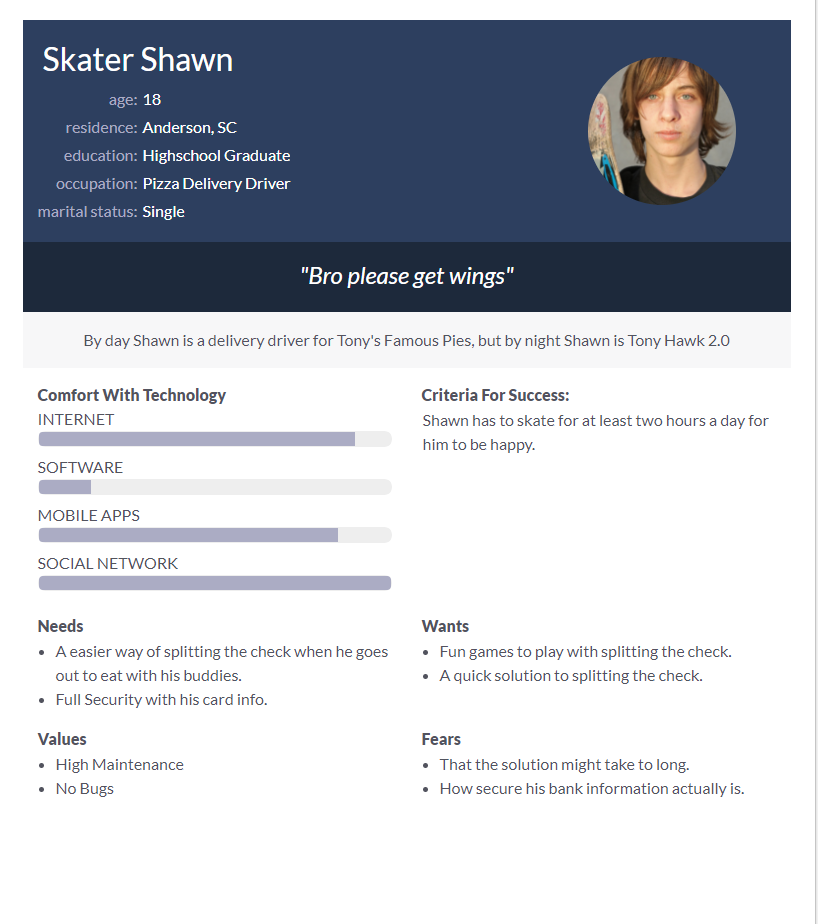 Skater Shawn
age: 18
residence: Anderson, SC
education: Highschool Graduate
occupation: Pizza Delivery Driver
marital status: Single
"Bro please get wings"
By day Shawn is a delivery driver for Tony's Famous Pies, but by night Shawn is Tony Hawk 2.0
Comfort With Technology
INTERNET
SOFTWARE
MOBILE APPS
SOCIAL NETWORK
Criteria For Success:
Shawn has to skate for at least two hours a day for
him to be happy.
Needs
• A easier way of splitting the check when he goes
out to eat with his buddies.
• Full Security with his card info.
Wants
• Fun games to play with splitting the check.
• A quick solution to splitting the check.
Values
• High Maintenance
• No Bugs
Fears
• That the solution might take to long.
• How secure his bank information actually is.